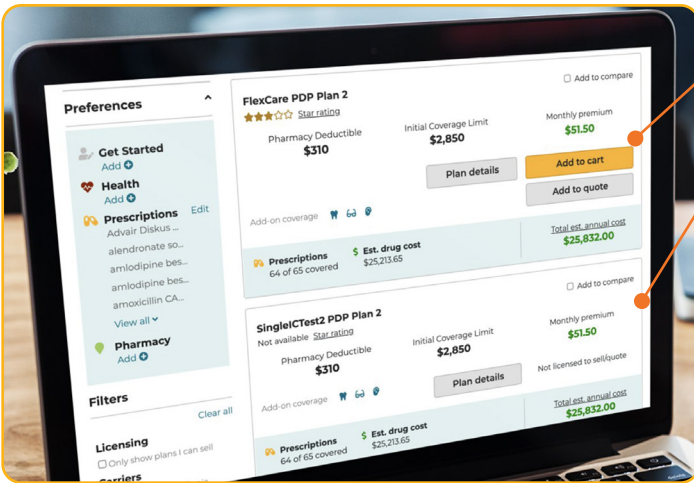 Preferences
Get Started
Add
Health
Add
Prescriptions Edit
Advair Diskus ...
alendronate so...
amlodipine bes...
amlodipine bes...
amoxicillin CA...
View all
Pharmacy
Add
Filters
Clear all
Licensing
Only show plans I can sell
Carriers
Add to compare
FlexCare PDP Plan 2
Star rating
Pharmacy Deductible
$310
Initial Coverage Limit
$2,850
Monthly premium
$51.50
Plan details
Add to cart
Add to quote
Add-on coverage
Prescriptions
64 of 65 covered
$ Est. drug cost
$25,213.65
Total est. annual cost
$25,832.00
Add to compare
SingleICTest2 PDP Plan 2
Not available Star rating
Pharmacy Deductible
$310
Initial Coverage Limit
$2,850
Monthly premium
$51.50
Plan details
Not licensed to sell/quote
Add-on coverage
Prescriptions
64 of 65 covered
$ Est. drug cost
$25,213.65
Total est. annual cost
$25,832.00